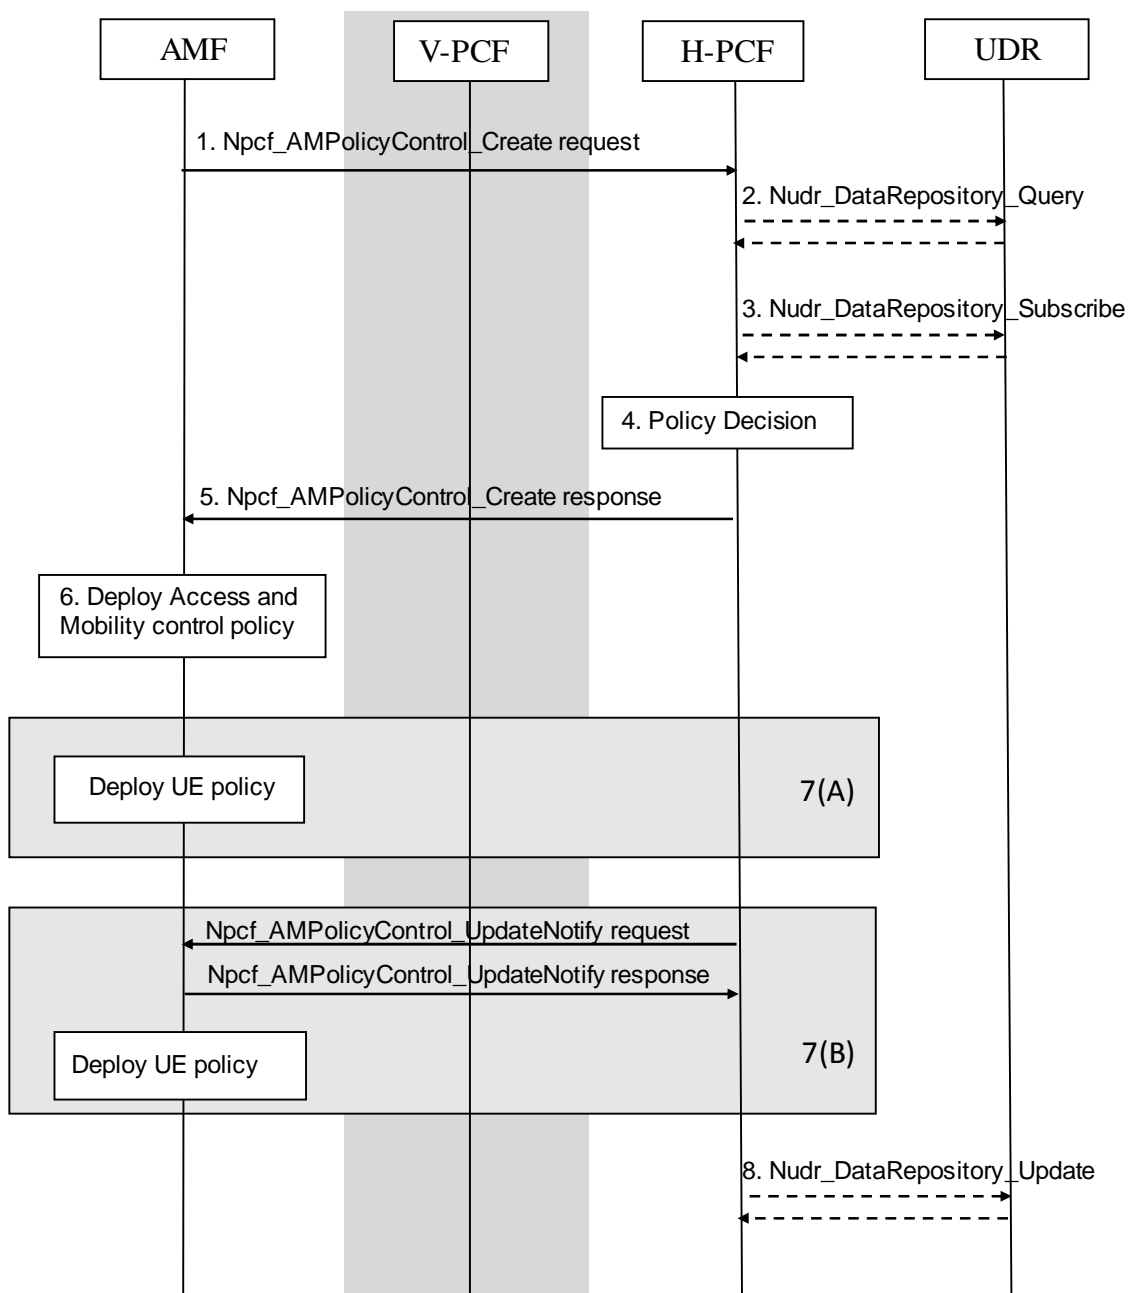 AMF
V-PCF
H-PCF
UDR
1. Npcf_AMPolicyControl_Create request
2. Nudr_DataRepository_Query
3. Nudr_DataRepository_Subscribe
4. Policy Decision
5. Npcf_AMPolicyControl_Create response
6. Deploy Access and
Mobility control policy
Deploy UE policy
7(A)
Npcf_AMPolicyControl_UpdateNotify request
Npcf_AMPolicyControl_UpdateNotify response
Deploy UE policy
7(B)
8. Nudr_DataRepository_Update